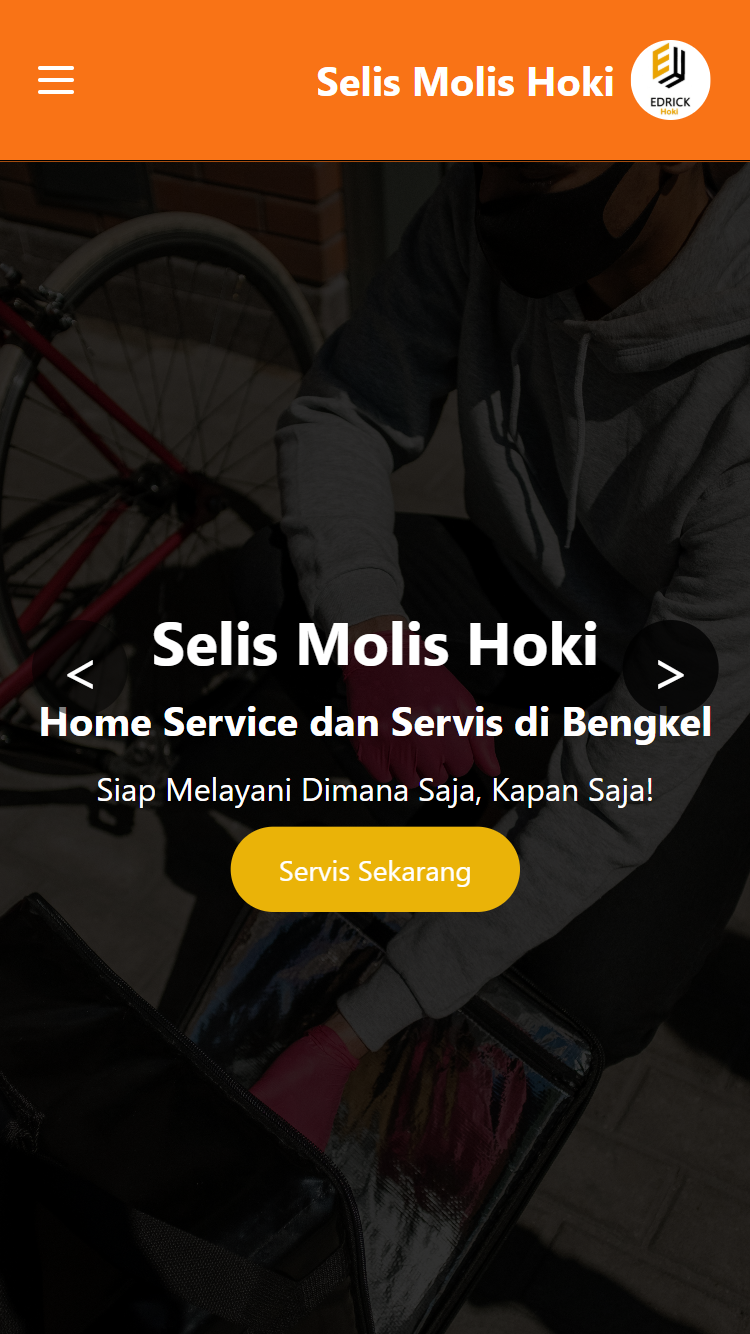 Selis Molis Hoki
EDRICK
Hoki
Selis Molis Hoki
<
>
Home Service dan Servis di Bengkel
Siap Melayani Dimana Saja, Kapan Saja!
Servis Sekarang